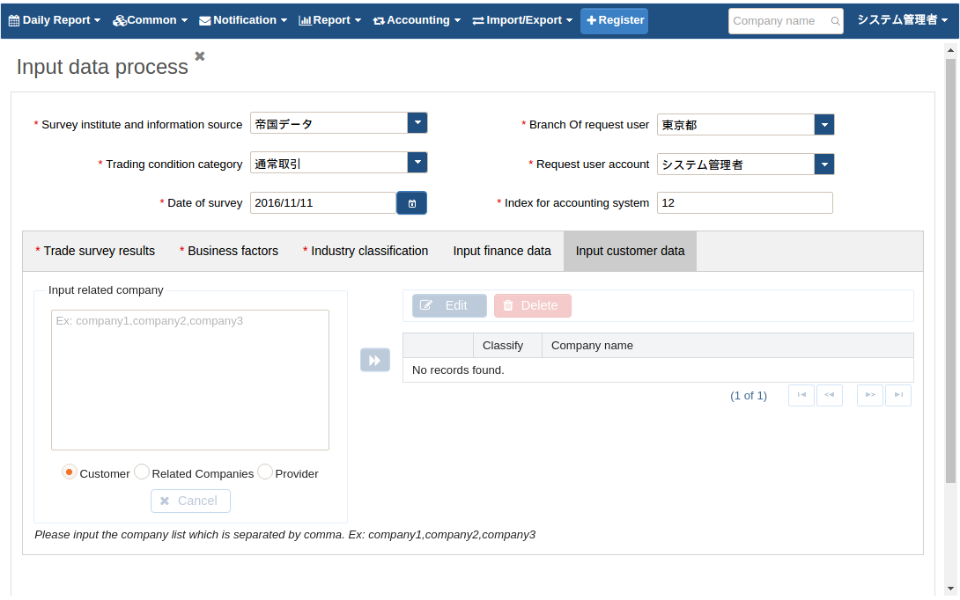 Daily Report Common Notification Report Accounting Import/Export Register Company name システム管理者
Input data process
* Survey institute and information source 帝国データ * Branch Of request user 東京都
* Trading condition category 通常取引 * Request user account システム管理者
* Date of survey 2016/11/11 * Index for accounting system 12
* Trade survey results * Business factors * Industry classification Input finance data Input customer data
Input related company
Ex: company1,company2,company3
Edit Delete
Classify Company name
No records found.
(1 of 1)
Customer Related Companies Provider
Cancel
Please input the company list which is separated by comma. Ex: company1,company2,company3